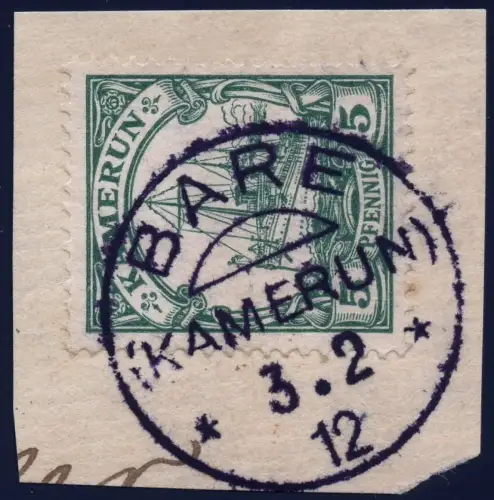 KAMERUN
5 PFENNIG 5
BARE
(KAMERUN)
* 3.2 *
12